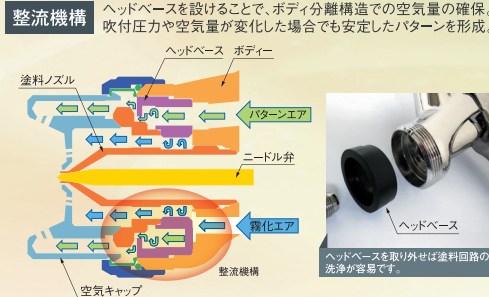 整流機構
ヘッドベースを設けることで、ボディ分離構造での空気量の確保。
吹付圧力や空気量が変化した場合でも安定したパターンを形成。
ヘッドベース
ボディー
塗料ノズル
パターンエア
ニードル弁
霧化エア
整流機構
空気キャップ
ヘッドベース
ヘッドベースを取り外せば塗料回路の
洗浄が容易です。